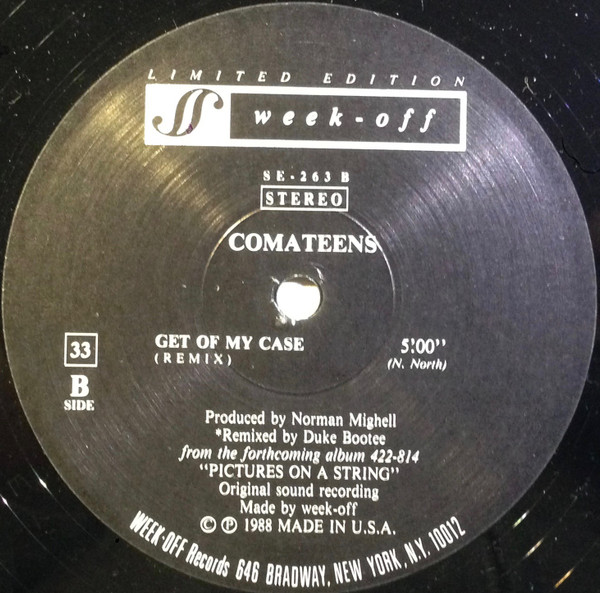 LIMITED EDITION
week-off
SE-263 B
STEREO
COMATEENS
33
B
SIDE
GET OF MY CASE
(REMIX)
5:00"
(N. North)
Produced by Norman Mighell
*Remixed by Duke Bootee
from the forthcoming album 422-814
"PICTURES ON A STRING"
Original sound recording
Made by week-off
© ℗ 1988 MADE IN U.S.A.
WEEK-OFF Records 646 BRADWAY, NEW YORK, N.Y. 10012